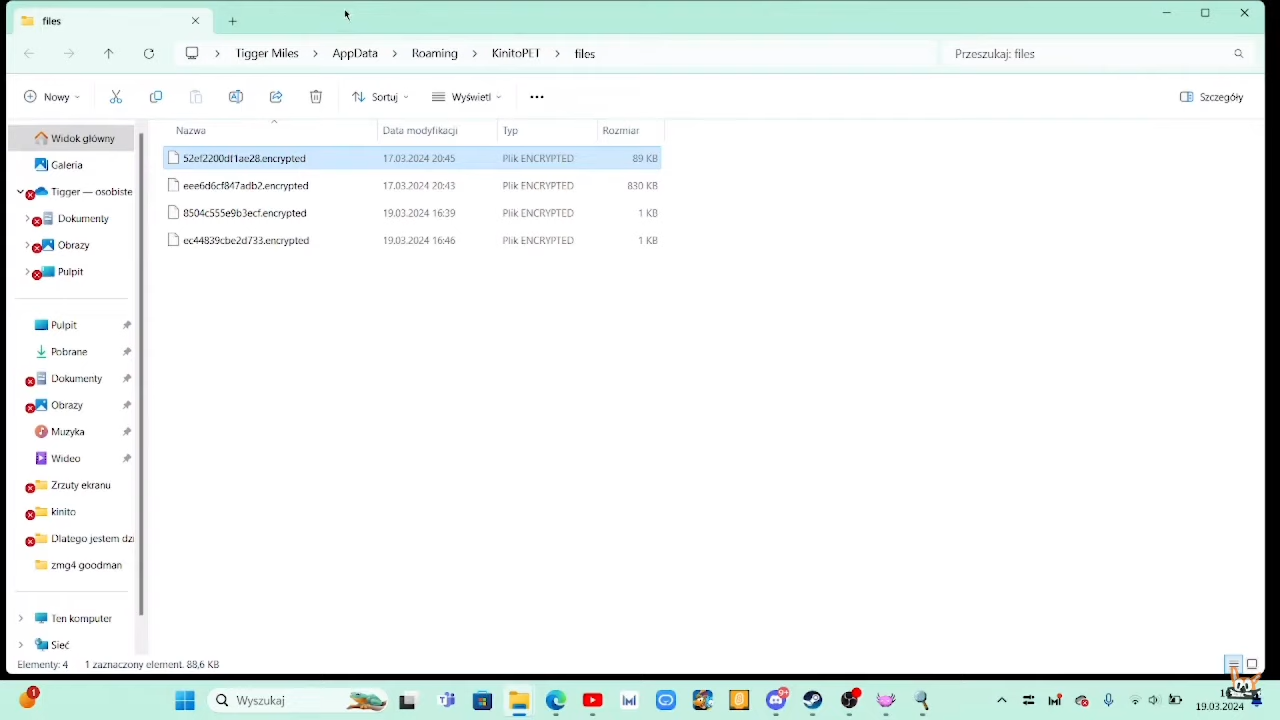 files
Tigger Miles > AppData > Roaming > KinitoPET > files
Przeszukaj: files
Nowy
Sortuj
Wyświetl
Szczegóły
Nazwa Data modyfikacji Typ Rozmiar
52ef2200df1ae28.encrypted 17.03.2024 20:45 Plik ENCRYPTED 89 KB
eee6d6cf847adb2.encrypted 17.03.2024 20:43 Plik ENCRYPTED 830 KB
8504c555e9b3ecf.encrypted 19.03.2024 16:39 Plik ENCRYPTED 1 KB
ec44839cbe2d733.encrypted 19.03.2024 16:46 Plik ENCRYPTED 1 KB
Widok główny
Galeria
Tigger — osobiste
Dokumenty
Obrazy
Pulpit
Pulpit
Pobrane
Dokumenty
Obrazy
Muzyka
Wideo
Zrzuty ekranu
kinito
Dlatego jestem dzi
zmg4 goodman
Ten komputer
Sieć
Elementy: 4 1 zaznaczony element. 88,6 KB
1
Wyszukaj
9+
19.03.2024